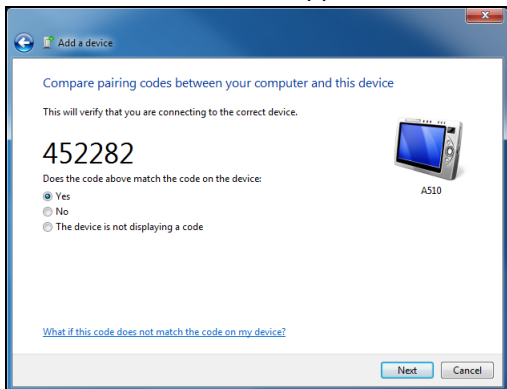 Add a device
Compare pairing codes between your computer and this device
This will verify that you are connecting to the correct device.
452282
Does the code above match the code on the device:
A510
Yes
No
The device is not displaying a code
What if this code does not match the code on my device?
Next Cancel